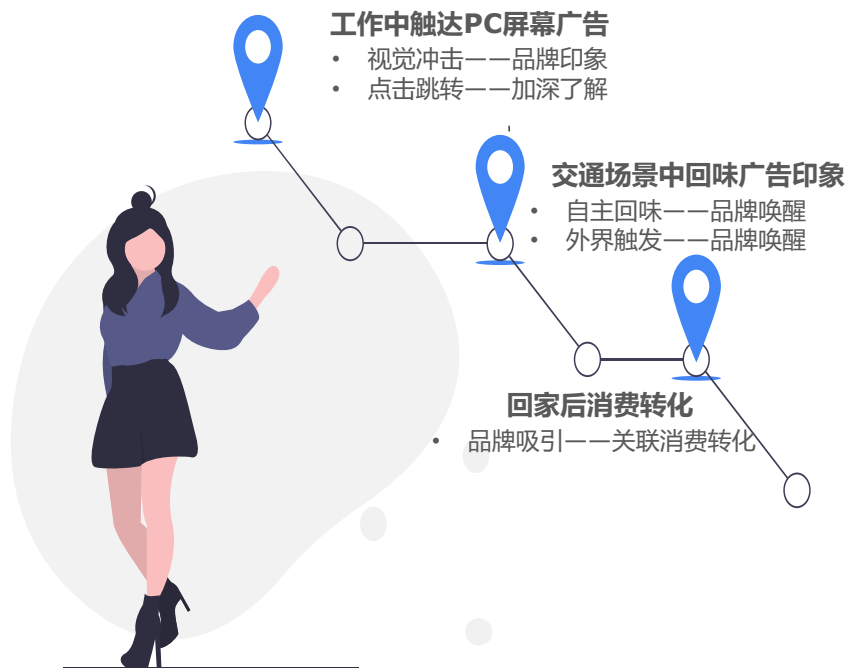 工作中触达PC屏幕广告
• 视觉冲击——品牌印象
• 点击跳转——加深了解
交通场景中回味广告印象
• 自主回味——品牌唤醒
• 外界触发——品牌唤醒
回家后消费转化
• 品牌吸引——关联消费转化